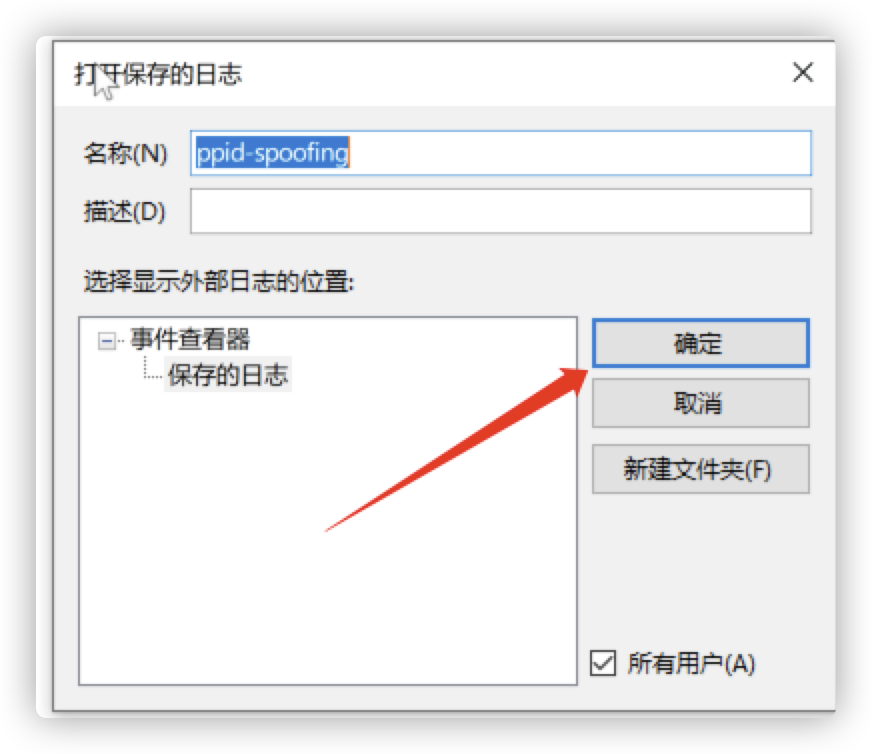 打开保存的日志
名称(N)
ppid-spoofing
描述(D)
选择显示外部日志的位置:
事件查看器
保存的日志
确定
取消
新建文件夹(F)
所有用户(A)